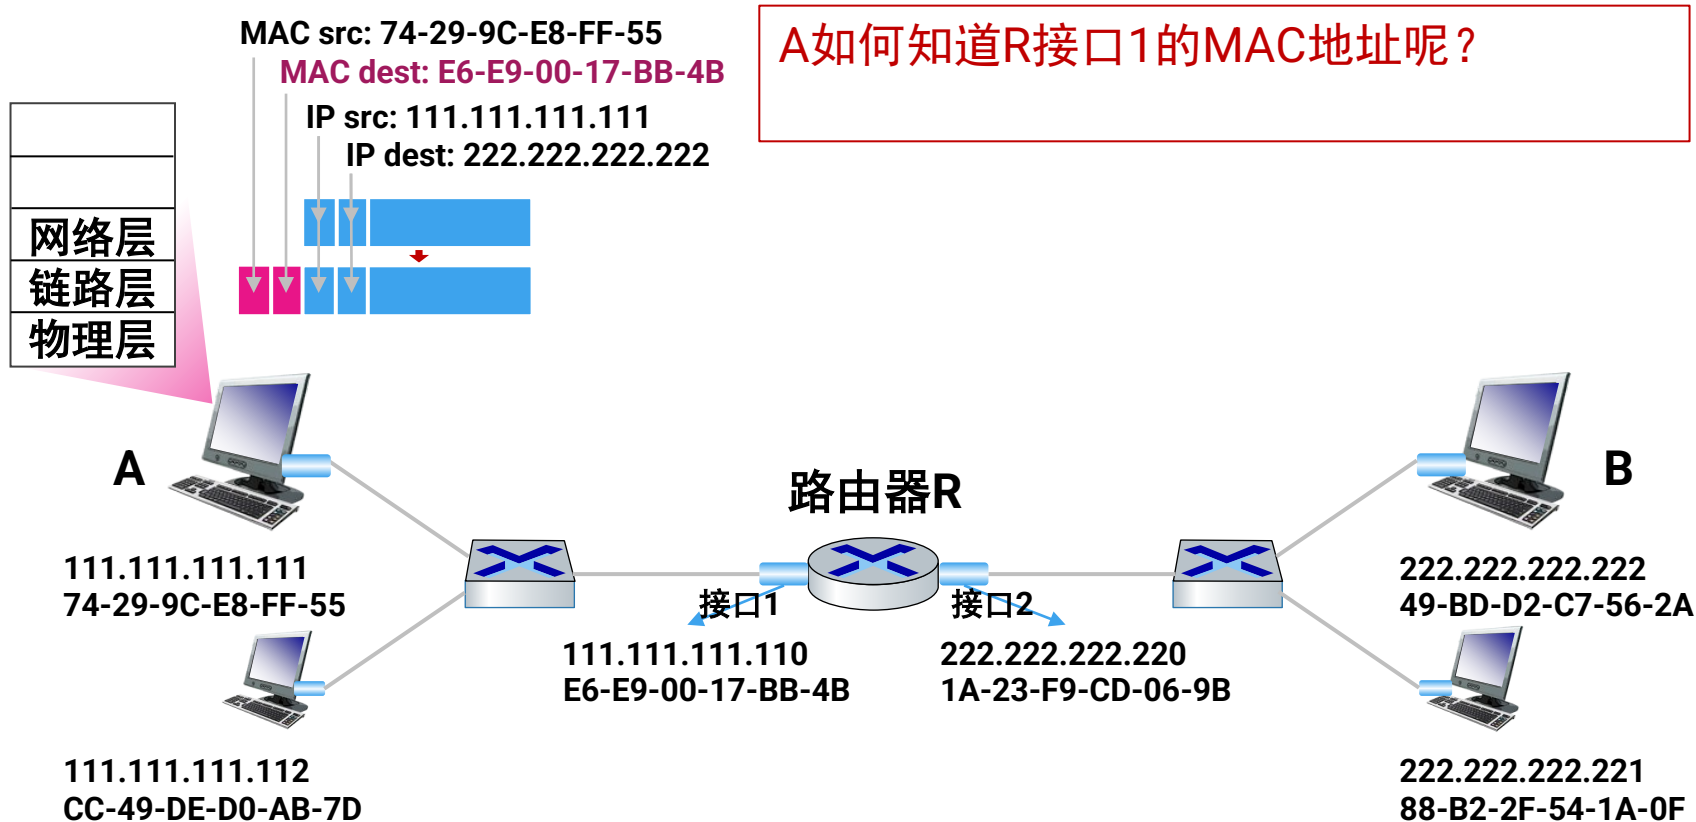 MAC src: 74-29-9C-E8-FF-55
MAC dest: E6-E9-00-17-BB-4B
IP src: 111.111.111.111
IP dest: 222.222.222.222
A如何知道R接口1的MAC地址呢？
网络层
链路层
物理层
A
111.111.111.111
74-29-9C-E8-FF-55
111.111.111.112
CC-49-DE-D0-AB-7D
路由器R
接口1
111.111.111.110
E6-E9-00-17-BB-4B
接口2
222.222.222.220
1A-23-F9-CD-06-9B
B
222.222.222.222
49-BD-D2-C7-56-2A
222.222.222.221
88-B2-2F-54-1A-0F